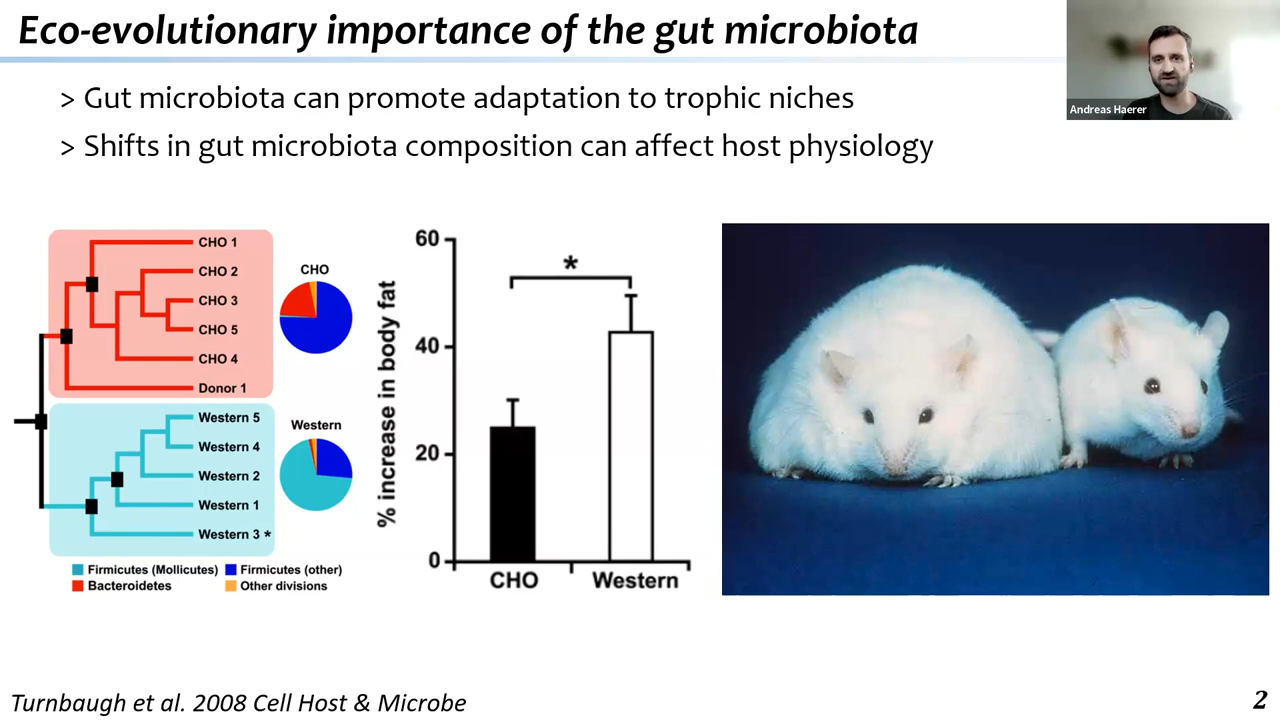 Eco-evolutionary importance of the gut microbiota
Andreas Haerer
> Gut microbiota can promote adaptation to trophic niches
> Shifts in gut microbiota composition can affect host physiology
CHO 1
CHO 2
CHO 3
CHO 5
CHO 4
Donor 1
Western 5
Western 4
Western 2
Western 1
Western 3 *
CHO
Western
Firmicutes (Mollicutes)
Firmicutes (other)
Bacteroidetes
Other divisions
% increase in body fat
60
40
20
0
*
CHO
Western
Turnbaugh et al. 2008 Cell Host & Microbe
2